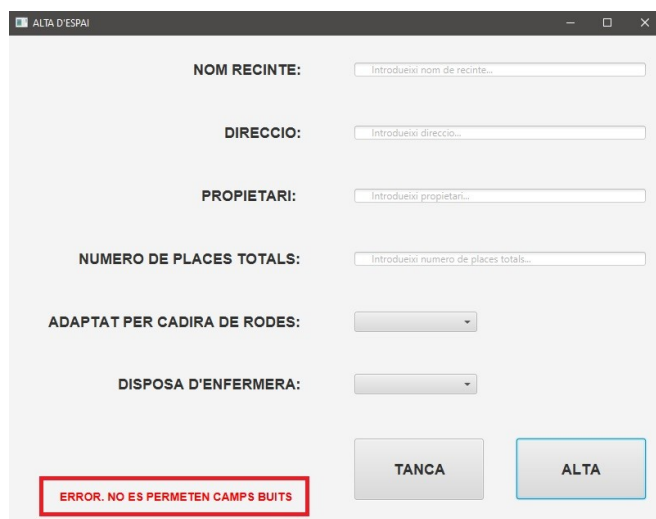 ALTA D'ESPAI
NOM RECINTE:
Introdueixi nom de recinte...
DIRECCIO:
Introdueixi direccio...
PROPIETARI:
Introdueixi propietari...
NUMERO DE PLACES TOTALS:
Introdueixi numero de places totals...
ADAPTAT PER CADIRA DE RODES:
DISPOSA D'ENFERMERA:
TANCA
ALTA
ERROR. NO ES PERMETEN CAMPS BUITS